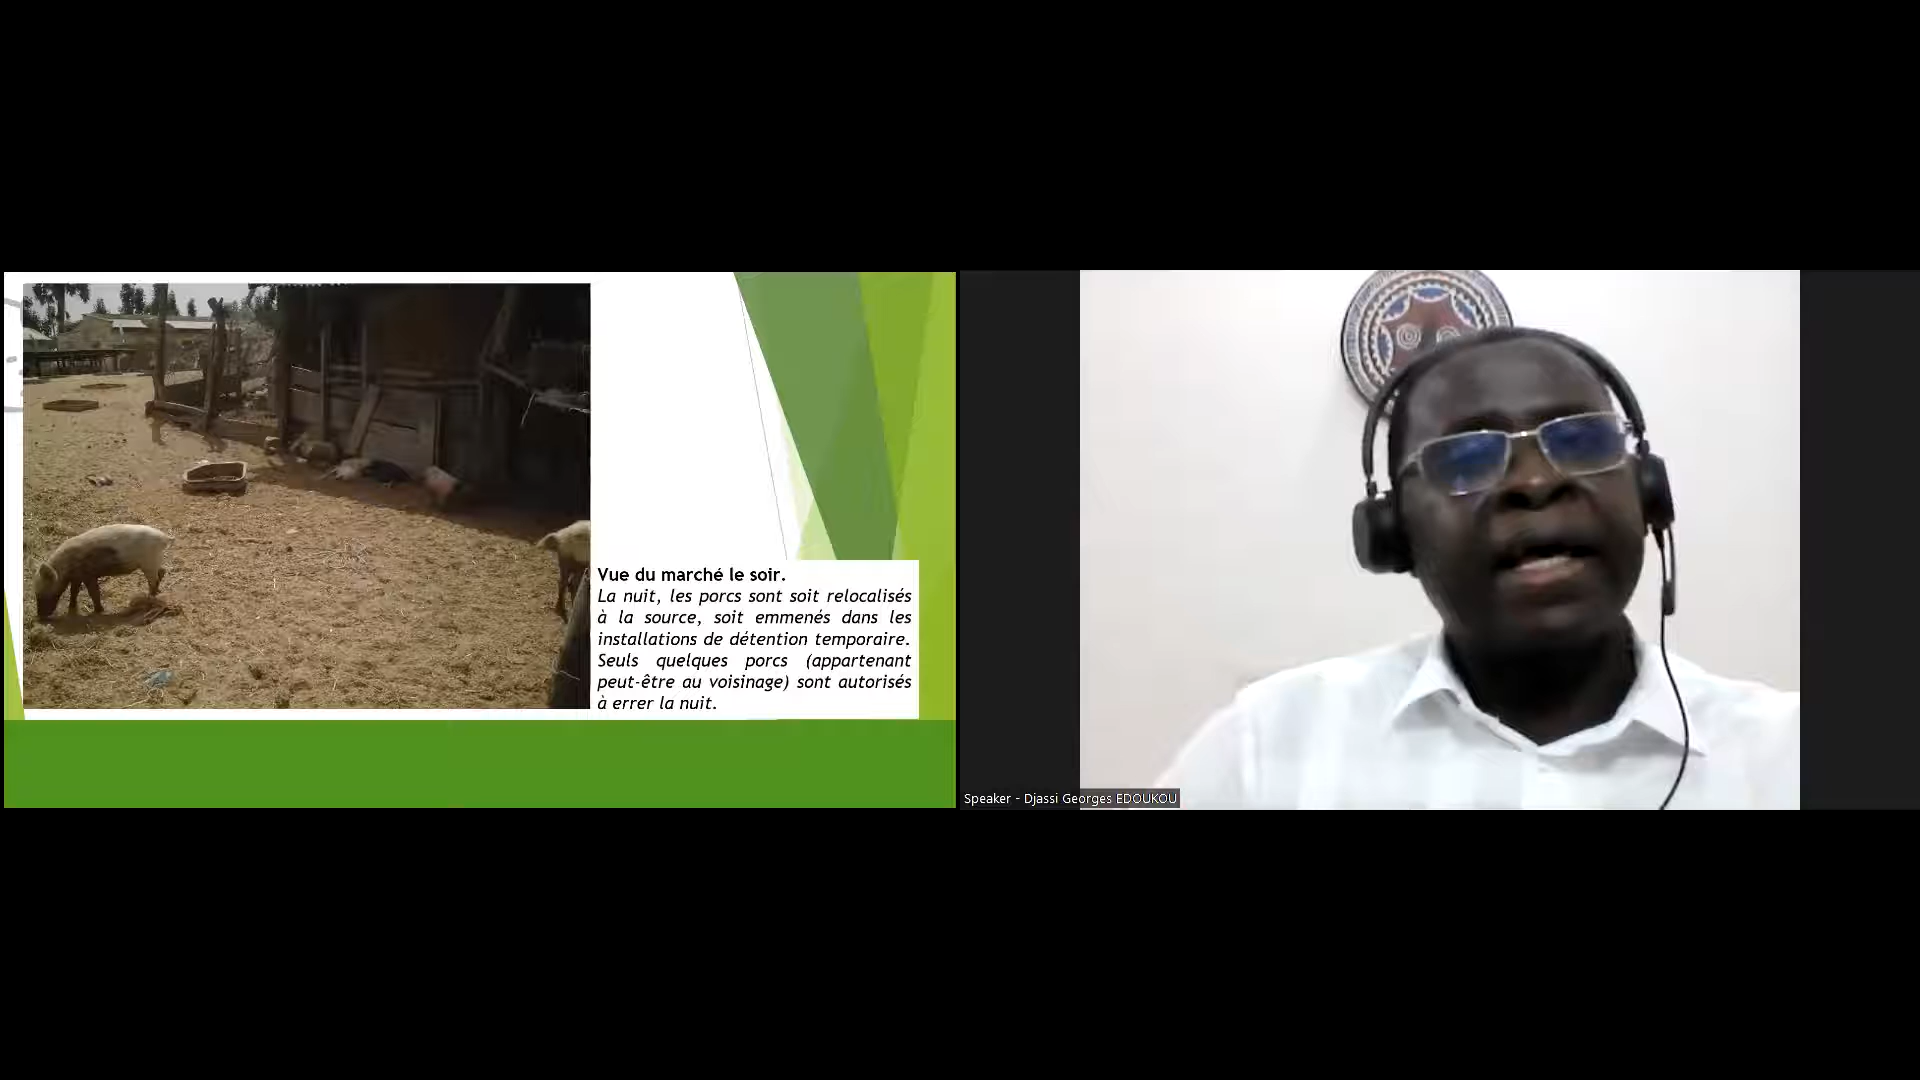 Vue du marché le soir.
La nuit, les porcs sont soit relocalisés
à la source, soit emmenés dans les
installations de détention temporaire.
Seuls quelques porcs (appartenant
peut-être au voisinage) sont autorisés
à errer la nuit.
Speaker - Djassi Georges EDOUKOU